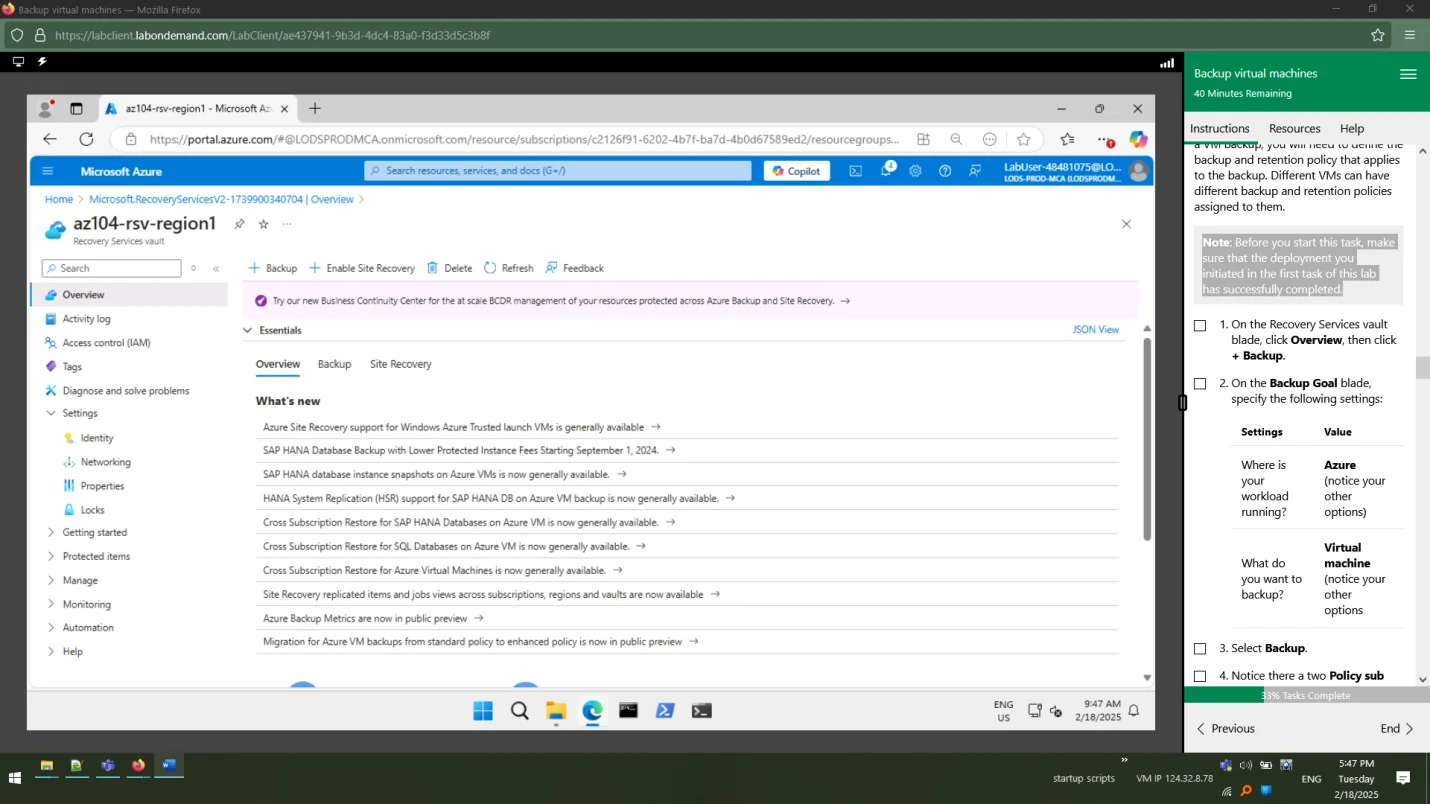 Backup virtual machines — Mozilla Firefox
https://labclient.labondemand.com/LabClient/ae437941-9b3d-4dc4-83a0-f3d33d5c3b8f
az104-rsv-region1 - Microsoft Az
https://portal.azure.com/#@LODSPRODMCA.onmicrosoft.com/resource/subscriptions/c2126f91-6202-4b7f-ba7d-4b0d67589ed2/resourcegroups...
Microsoft Azure
Search resources, services, and docs (G+/)
Copilot
4
LabUser-48481075@LO...
LODS-PROD-MCA (LODSPRODM...
Home > Microsoft.RecoveryServicesV2-1739900340704 | Overview >
az104-rsv-region1
Recovery Services vault
Search
Overview
Activity log
Access control (IAM)
Tags
Diagnose and solve problems
Settings
Identity
Networking
Properties
Locks
Getting started
Protected items
Manage
Monitoring
Automation
Help
+ Backup
+ Enable Site Recovery
Delete
Refresh
Feedback
Try our new Business Continuity Center for the at scale BCDR management of your resources protected across Azure Backup and Site Recovery. →
Essentials
JSON View
Overview
Backup
Site Recovery
What's new
Azure Site Recovery support for Windows Azure Trusted launch VMs is generally available →
SAP HANA Database Backup with Lower Protected Instance Fees Starting September 1, 2024. →
SAP HANA database instance snapshots on Azure VMs is now generally available. →
HANA System Replication (HSR) support for SAP HANA DB on Azure VM backup is now generally available. →
Cross Subscription Restore for SAP HANA Databases on Azure VM is now generally available. →
Cross Subscription Restore for SQL Databases on Azure VM is now generally available. →
Cross Subscription Restore for Azure Virtual Machines is now generally available. →
Site Recovery replicated items and jobs views across subscriptions, regions and vaults are now available →
Azure Backup Metrics are now in public preview →
Migration for Azure VM backups from standard policy to enhanced policy is now in public preview →
ENG
US
9:47 AM
2/18/2025
Backup virtual machines
40 Minutes Remaining
Instructions
Resources
Help
a VM backup, you will need to define the
backup and retention policy that applies
to the backup. Different VMs can have
different backup and retention policies
assigned to them.
Note: Before you start this task, make
sure that the deployment you
initiated in the first task of this lab
has successfully completed.
1. On the Recovery Services vault
blade, click Overview, then click
+ Backup.
2. On the Backup Goal blade,
specify the following settings:
Settings
Value
Where is
your
workload
running?
Azure
(notice your
other
options)
What do
you want to
backup?
Virtual
machine
(notice your
other
options
3. Select Backup.
4. Notice there a two Policy sub
33% Tasks Complete
Previous
End
startup scripts
»
VM IP 124.32.8.78
ENG
5:47 PM
Tuesday
2/18/2025